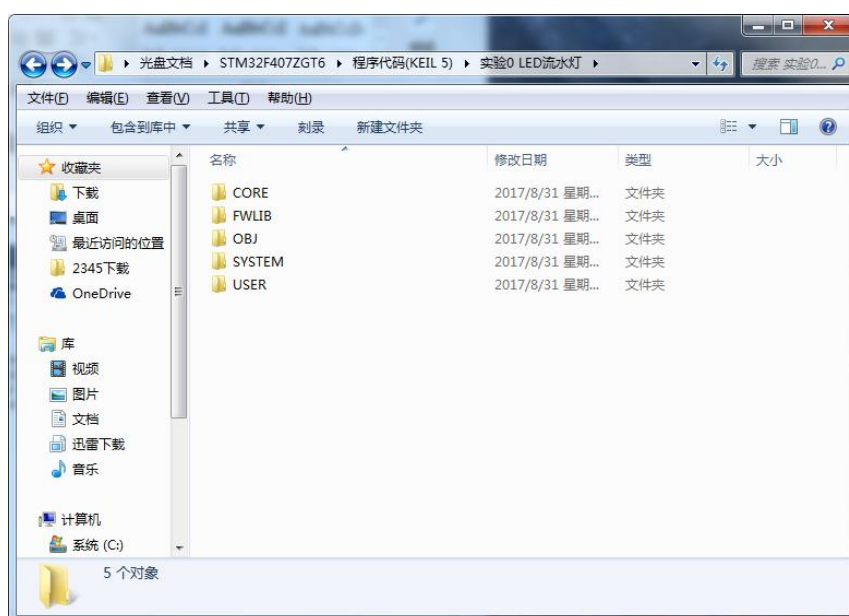 光盘文档 ▸ STM32F407ZGT6 ▸ 程序代码(KEIL 5) ▸ 实验0 LED流水灯 ▸ 搜索 实验0...
文件(F) 编辑(E) 查看(V) 工具(T) 帮助(H)
组织 包含到库中 共享 刻录 新建文件夹
收藏夹
下载
桌面
最近访问的位置
2345下载
OneDrive
库
视频
图片
文档
迅雷下载
音乐
计算机
系统 (C:)
名称 修改日期 类型 大小
CORE 2017/8/31 星期... 文件夹
FWLIB 2017/8/31 星期... 文件夹
OBJ 2017/8/31 星期... 文件夹
SYSTEM 2017/8/31 星期... 文件夹
USER 2017/8/31 星期... 文件夹
5 个对象